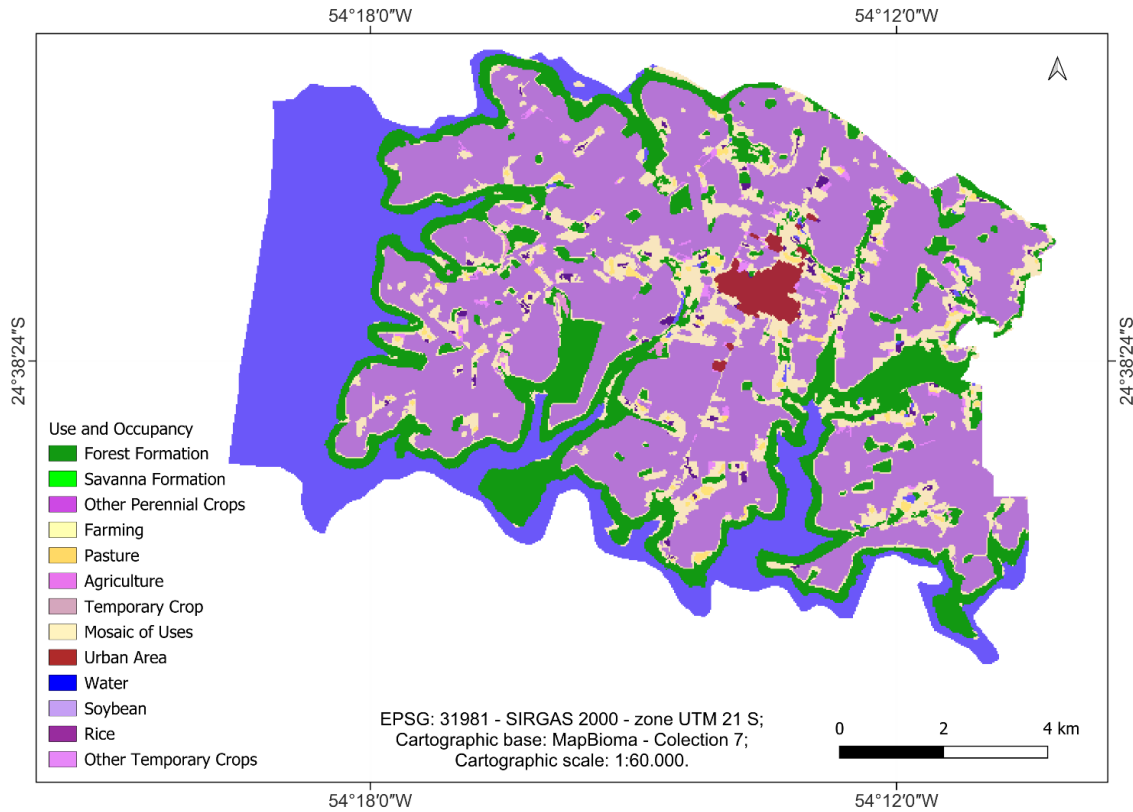 54°18'0"W
54°12'0"W
24°38'24"S
24°38'24"S
Use and Occupancy
Forest Formation
Savanna Formation
Other Perennial Crops
Farming
Pasture
Agriculture
Temporary Crop
Mosaic of Uses
Urban Area
Water
Soybean
Rice
Other Temporary Crops
EPSG: 31981 - SIRGAS 2000 - zone UTM 21 S;
Cartographic base: MapBioma - Colection 7;
Cartographic scale: 1:60.000.
0 2 4 km
54°18'0"W
54°12'0"W